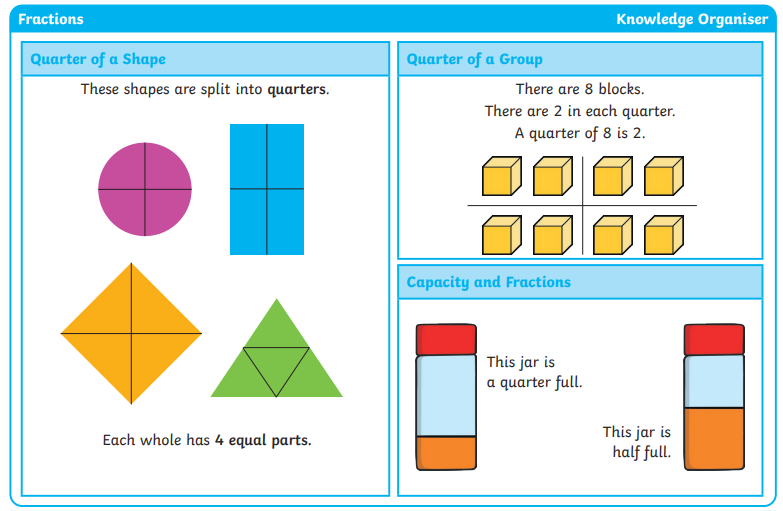 Fractions
Knowledge Organiser
Quarter of a Shape
These shapes are split into quarters.
Each whole has 4 equal parts.
Quarter of a Group
There are 8 blocks.
There are 2 in each quarter.
A quarter of 8 is 2.
Capacity and Fractions
This jar is
a quarter full.
This jar is
half full.